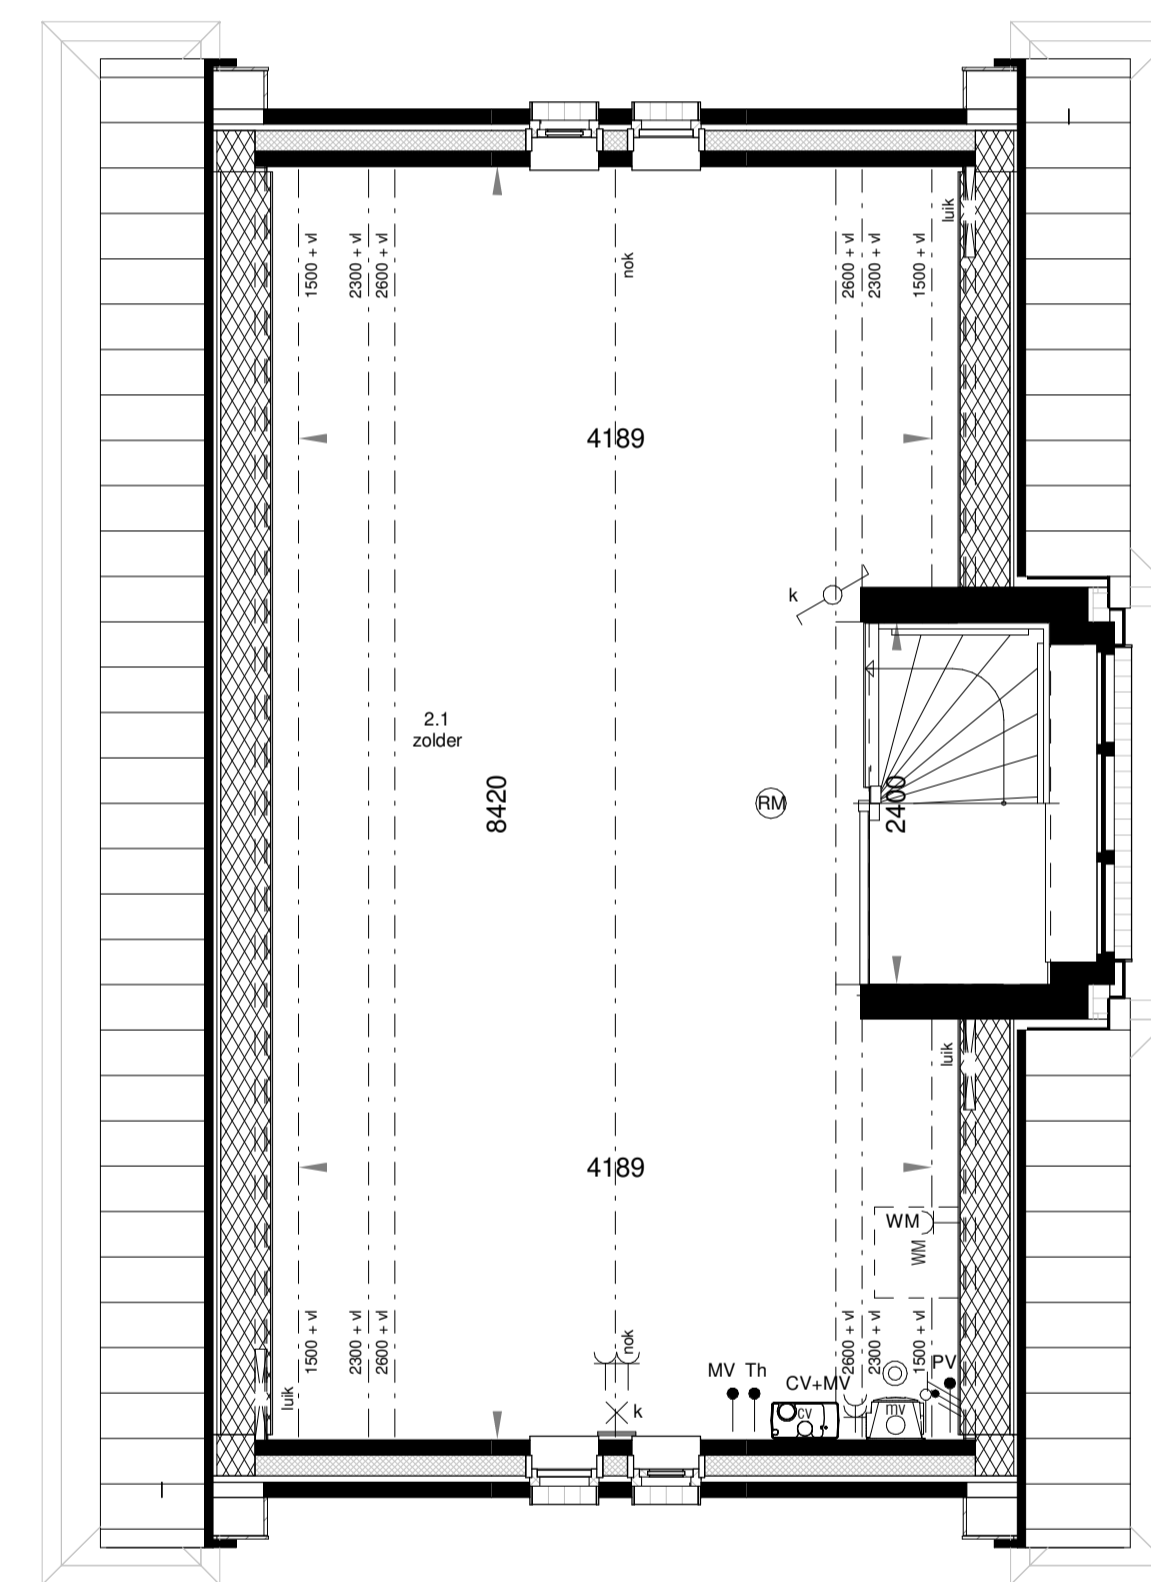 luik
1500 + vl
2300 + vl
2600 + vl
nok
2600 + vl
2300 + vl
1500 + vl
4189
k
2.1
zolder
8420
RM
2400
luik
4189
WM
WM
1500 + vl
2300 + vl
2600 + vl
nok
2600 + vl
2300 + vl
1500 + vl
luik
MV
Th
CV+MV
PV
k
CV
mv